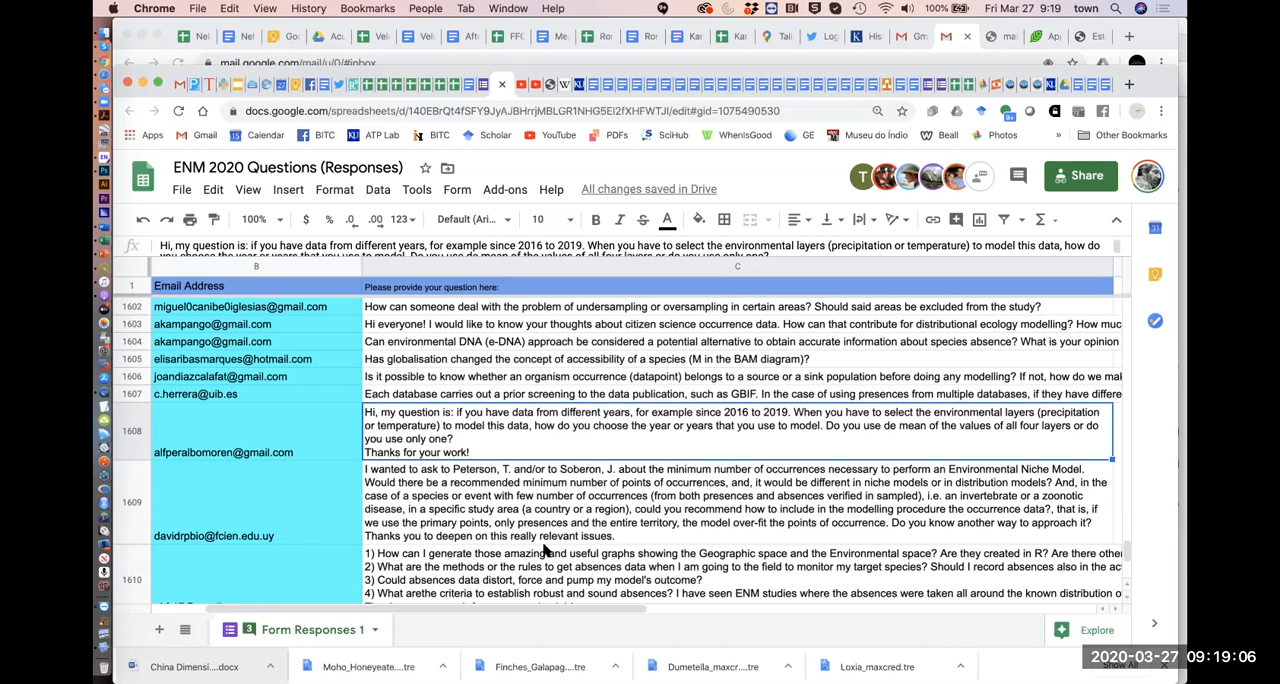 Chrome File Edit View History Bookmarks People Tab Window Help 100% Fri Mar 27 9:19 town
mail.google.com/mail/u/0/#inbox
docs.google.com/spreadsheets/d/140EBrQt4fSFY9JyAJBHrrjMBLGR1NHG5EI2fXHFWTJI/edit#gid=1075490530
Apps Gmail Calendar BITC ATP Lab BITC Scholar YouTube PDFs SciHub WhenIsGood GE Museu do Índio Beall Photos » Other Bookmarks
ENM 2020 Questions (Responses)
Share
File Edit View Insert Format Data Tools Form Add-ons Help All changes saved in Drive
100% $ % .0 .00 123 Default (Ari... 10 B I S A
fx Hi, my question is: if you have data from different years, for example since 2016 to 2019. When you have to select the environmental layers (precipitation or temperature) to model this data, how do
B C
1 Email Address Please provide your question here:
1602 miguel0canibe0iglesias@gmail.com How can someone deal with the problem of undersampling or oversampling in certain areas? Should said areas be excluded from the study?
1603 akampango@gmail.com Hi everyone! I would like to know your thoughts about citizen science occurrence data. How can that contribute for distributional ecology modelling? How muc
1604 akampango@gmail.com Can environmental DNA (e-DNA) approach be considered a potential alternative to obtain accurate information about species absence? What is your opinion
1605 elisaribasmarques@hotmail.com Has globalisation changed the concept of accessibility of a species (M in the BAM diagram)?
1606 joandiazcalafat@gmail.com Is it possible to know whether an organism occurrence (datapoint) belongs to a source or a sink population before doing any modelling? If not, how do we mak
1607 c.herrera@uib.es Each database carries out a prior screening to the data publication, such as GBIF. In the case of using presences from multiple databases, if they have differe
Hi, my question is: if you have data from different years, for example since 2016 to 2019. When you have to select the environmental layers (precipitation
or temperature) to model this data, how do you choose the year or years that you use to model. Do you use de mean of the values of all four layers or do
1608 you use only one?
alfperalbomoren@gmail.com Thanks for your work!
I wanted to ask to Peterson, T. and/or to Soberon, J. about the minimum number of occurrences necessary to perform an Environmental Niche Model.
Would there be a recommended minimum number of points of occurrences, and, it would be different in niche models or in distribution models? And, in the
case of a species or event with few number of occurrences (from both presences and absences verified in sampled), i.e. an invertebrate or a zoonotic
1609 disease, in a specific study area (a country or a region), could you recommend how to include in the modelling procedure the occurrence data?, that is, if
we use the primary points, only presences and the entire territory, the model over-fit the points of occurrence. Do you know another way to approach it?
davidrpbio@fcien.edu.uy Thanks you to deepen on this really relevant issues.
1) How can I generate those amazing and useful graphs showing the Geographic space and the Environmental space? Are they created in R? Are there other
2) What are the methods or the rules to get absences data when I am going to the field to monitor my target species? Should I record absences also in the ac
1610 3) Could absences data distort, force and pump my model's outcome?
4) What arethe criteria to establish robust and sound absences? I have seen ENM studies where the absences were taken all around the known distribution o
3 Form Responses 1 Explore
China Dimensi....docx Moho_Honeyeate....tre Finches_Galapag....tre Dumetella_maxcr....tre Loxia_maxcred.tre Show All
2020-03-27 09:19:06